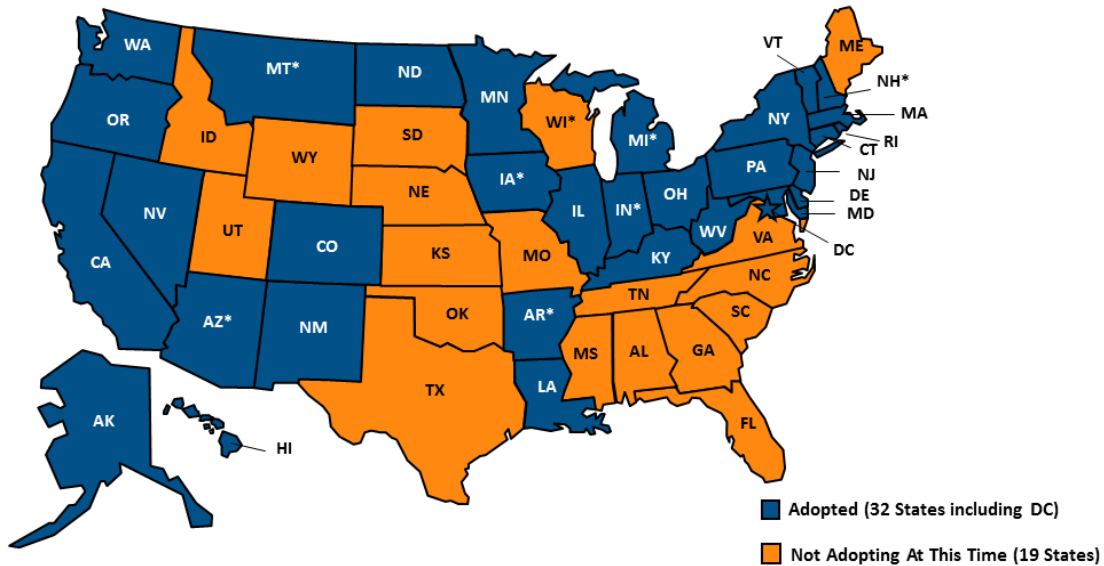 WA
MT*
ND
MN
VT
ME
NH*
OR
ID
SD
WI*
NY
MA
WY
MI*
RI
CT
IA*
PA
NJ
NE
OH
DE
NV
UT
IL
IN*
MD
CO
WV
VA
DC
CA
KS
MO
KY
NC
TN
AZ*
NM
OK
AR*
SC
MS
AL
GA
TX
LA
AK
FL
HI
Adopted (32 States including DC)
Not Adopting At This Time (19 States)